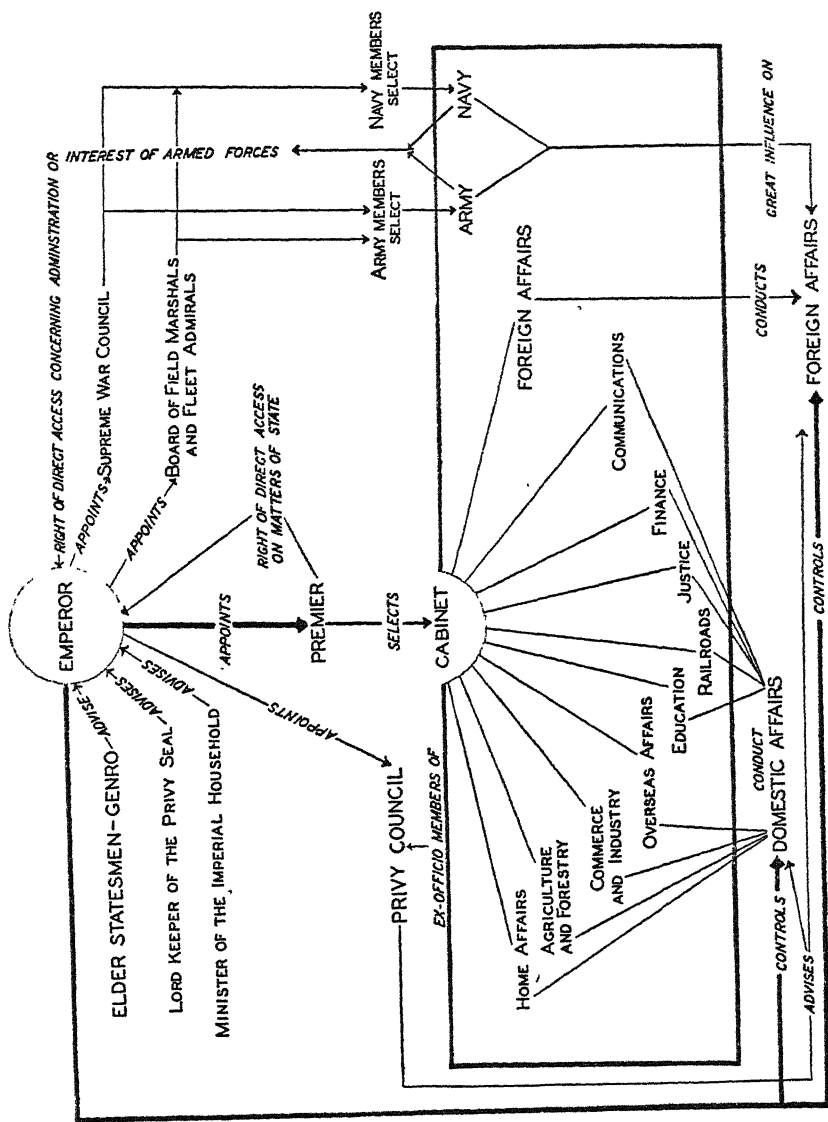 EMPEROR
RIGHT OF DIRECT ACCESS CONCERNING ADMINSTRATION OR INTEREST OF ARMED FORCES
APPOINTS
SUPREME WAR COUNCIL
APPOINTS
BOARD OF FIELD MARSHALS
AND FLEET ADMIRALS
ADVISE
ELDER STATESMEN-GENRO
ADVISES
LORD KEEPER OF THE PRIVY SEAL
ADVISES
MINISTER OF THE IMPERIAL HOUSEHOLD
APPOINTS
APPOINTS
RIGHT OF DIRECT ACCESS
ON MATTERS OF STATE
PREMIER
SELECTS
PRIVY COUNCIL
EX-OFFICIO MEMBERS OF
ARMY MEMBERS
SELECT
NAVY MEMBERS
SELECT
CABINET
ARMY
NAVY
HOME AFFAIRS
AGRICULTURE
AND FORESTRY
COMMERCE
AND INDUSTRY
OVERSEAS AFFAIRS
EDUCATION
RAILROADS
JUSTICE
FINANCE
COMMUNICATIONS
FOREIGN AFFAIRS
CONDUCT
CONDUCTS
GREAT INFLUENCE ON
CONTROLS
DOMESTIC AFFAIRS
FOREIGN AFFAIRS
ADVISES
CONTROLS